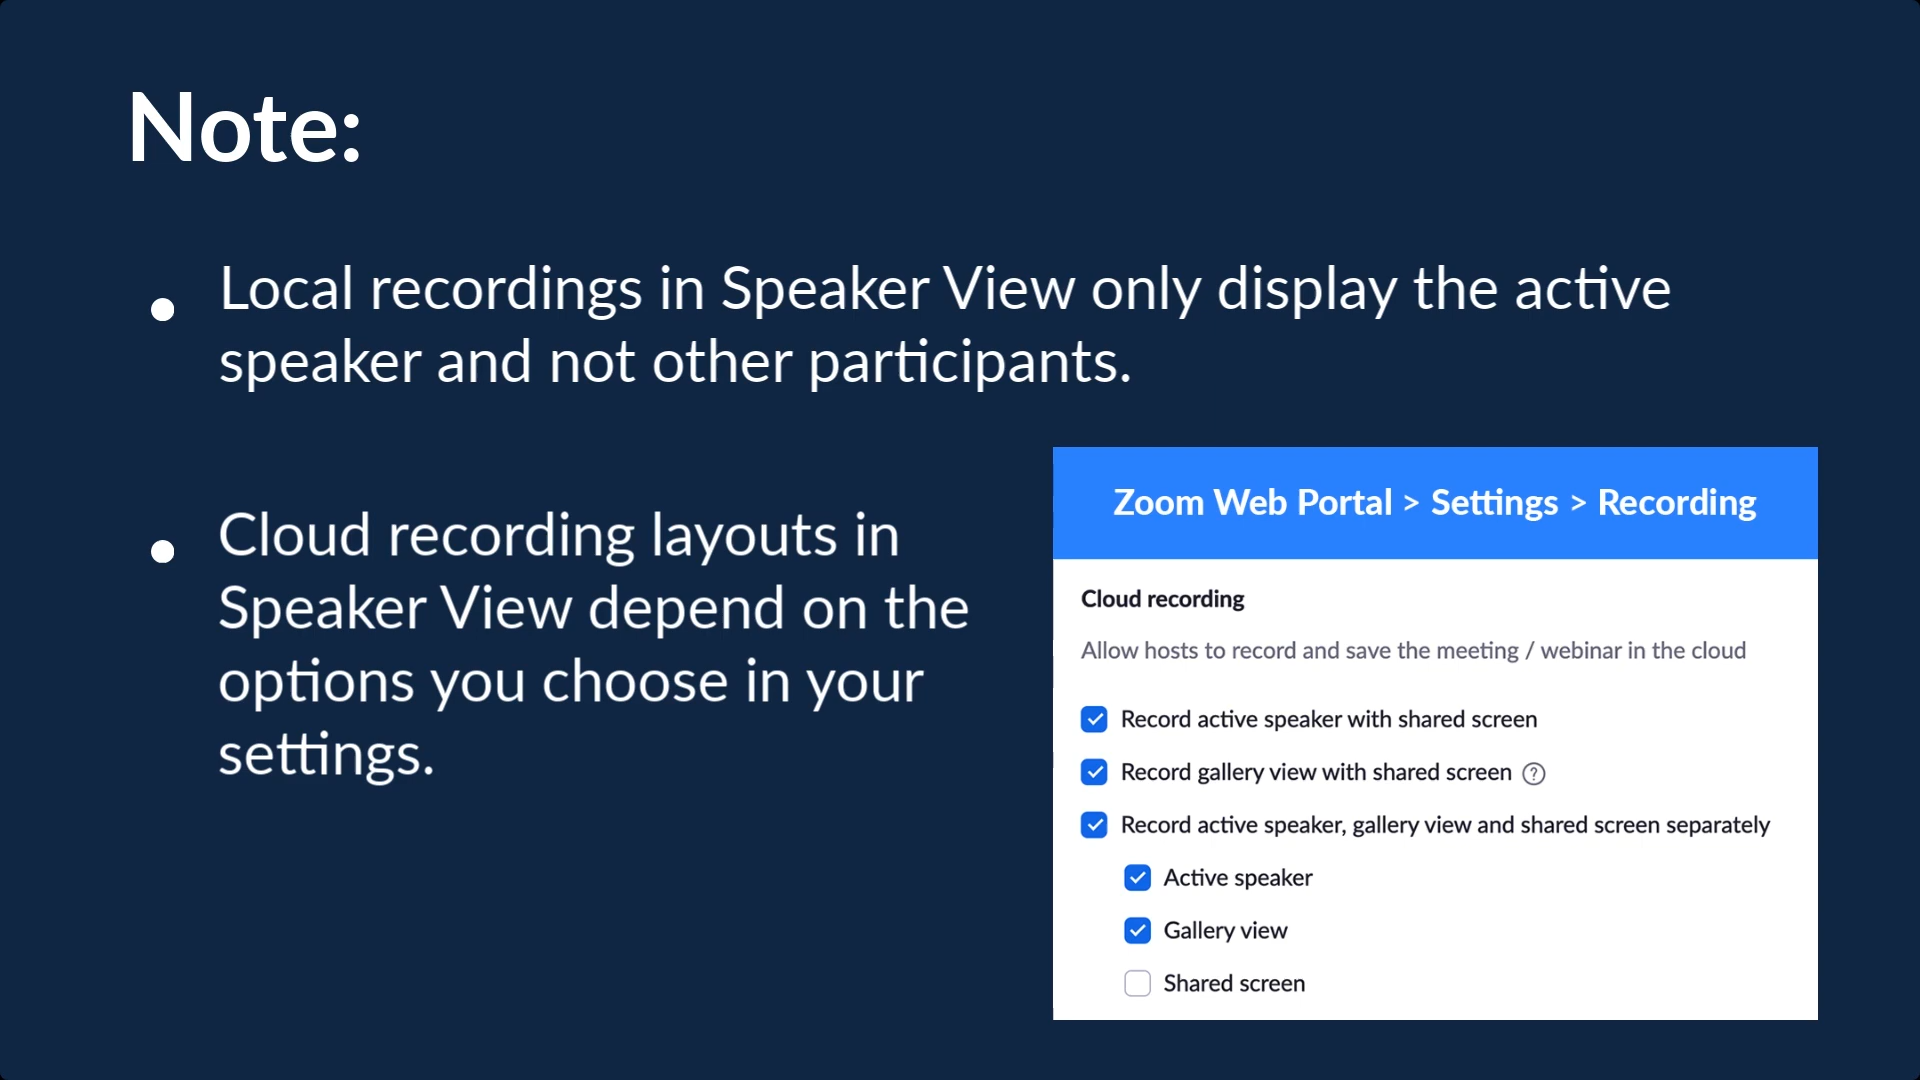 Note:
Local recordings in Speaker View only display the active
speaker and not other participants.
Cloud recording layouts in
Speaker View depend on the
options you choose in your
settings.
Zoom Web Portal > Settings > Recording
Cloud recording
Allow hosts to record and save the meeting / webinar in the cloud
Record active speaker with shared screen
Record gallery view with shared screen ?
Record active speaker, gallery view and shared screen separately
Active speaker
Gallery view
Shared screen